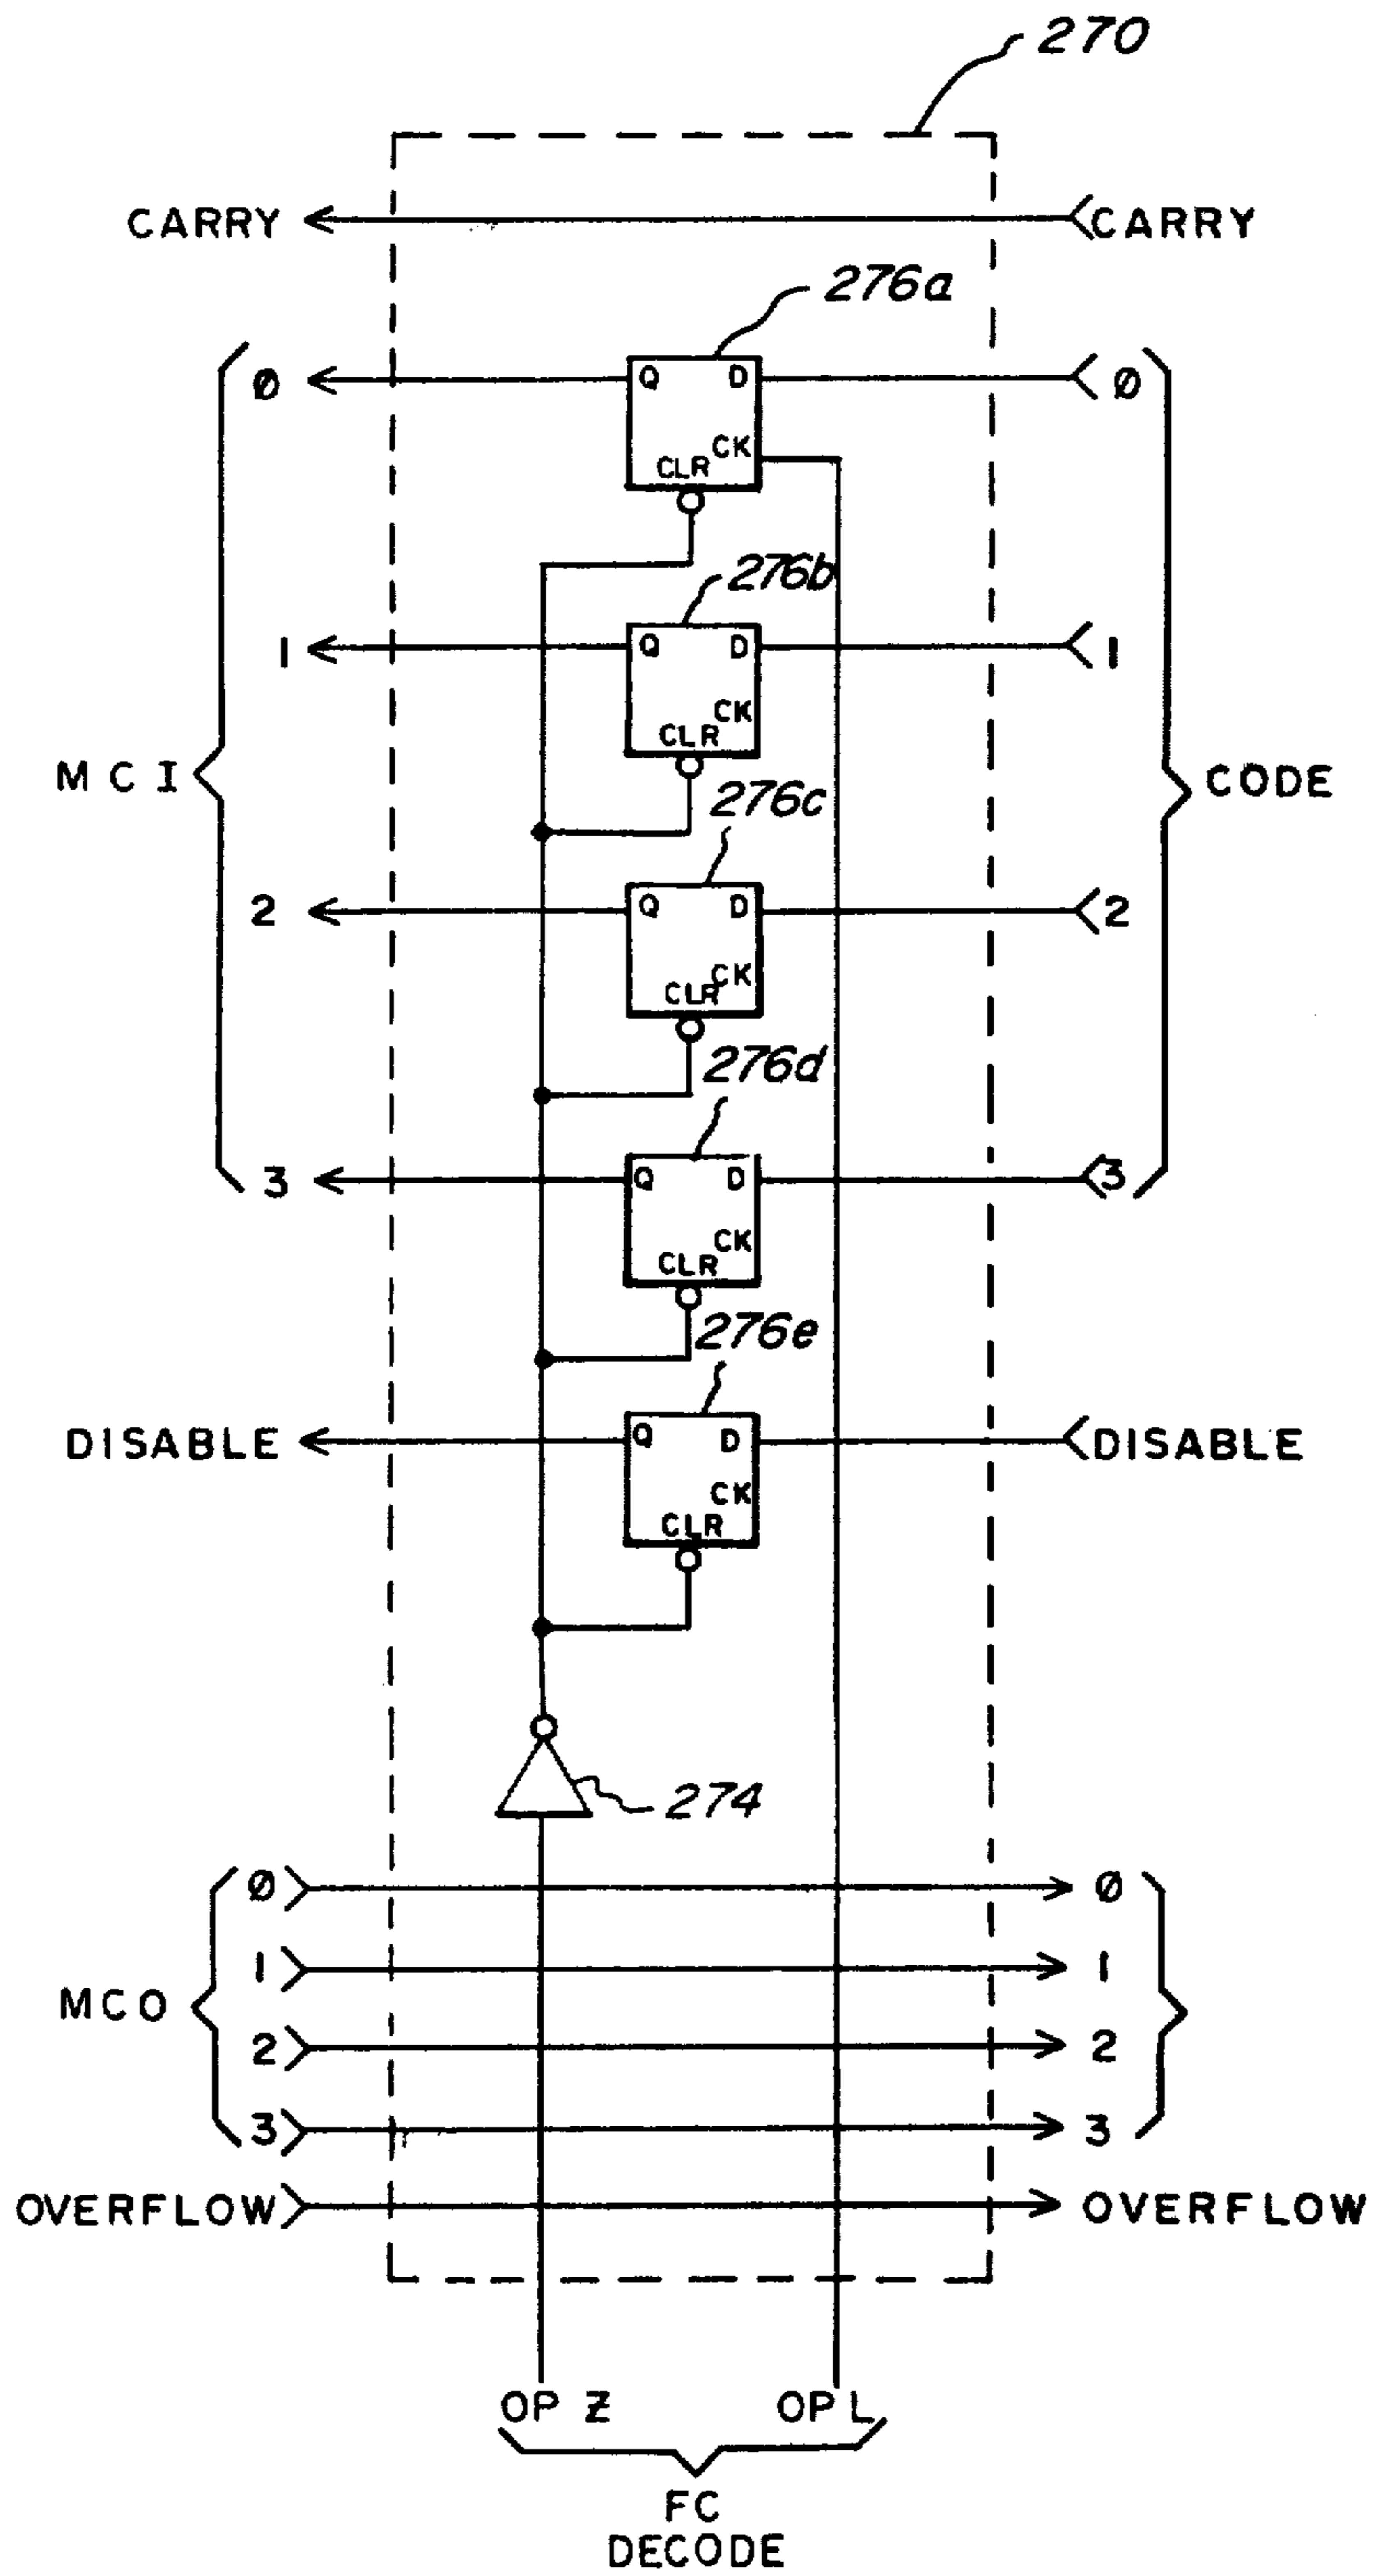 270
CARRY CARRY
276a
Ø Q D Ø
CK
CLR
276b
1 Q D 1
CK
CLR
MCI CODE
276c
2 Q D 2
CK
CLR
276d
3 Q D 3
CK
CLR
276e
DISABLE Q D DISABLE
CK
CLR
274
Ø Ø
1 1
MCO
2 2
3 3
OVERFLOW OVERFLOW
OP Z OP L
FC
DECODE